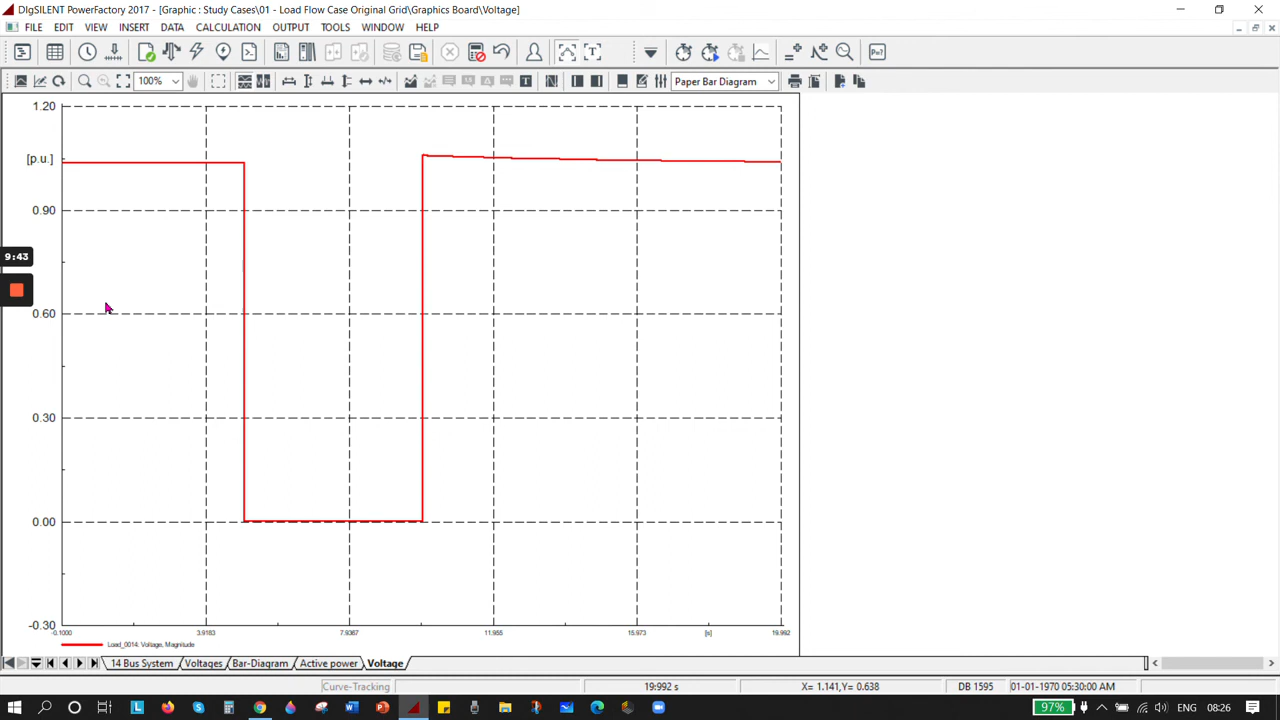 DIgSILENT PowerFactory 2017 - [Graphic : Study Cases\01 - Load Flow Case Original Grid\Graphics Board\Voltage]
FILE EDIT VIEW INSERT DATA CALCULATION OUTPUT TOOLS WINDOW HELP
100% Paper Bar Diagram
1.20
[p.u.]
0.90
9:43
0.60
0.30
0.00
-0.30
-0.1000 3.9183 7.9367 11.955 15.973 [s] 19.992
Load_0014: Voltage, Magnitude
14 Bus System Voltages Bar-Diagram Active power Voltage
Curve-Tracking 19:992 s X= 1.141,Y= 0.638 DB 1595 01-01-1970 05:30:00 AM
97% ENG 08:26